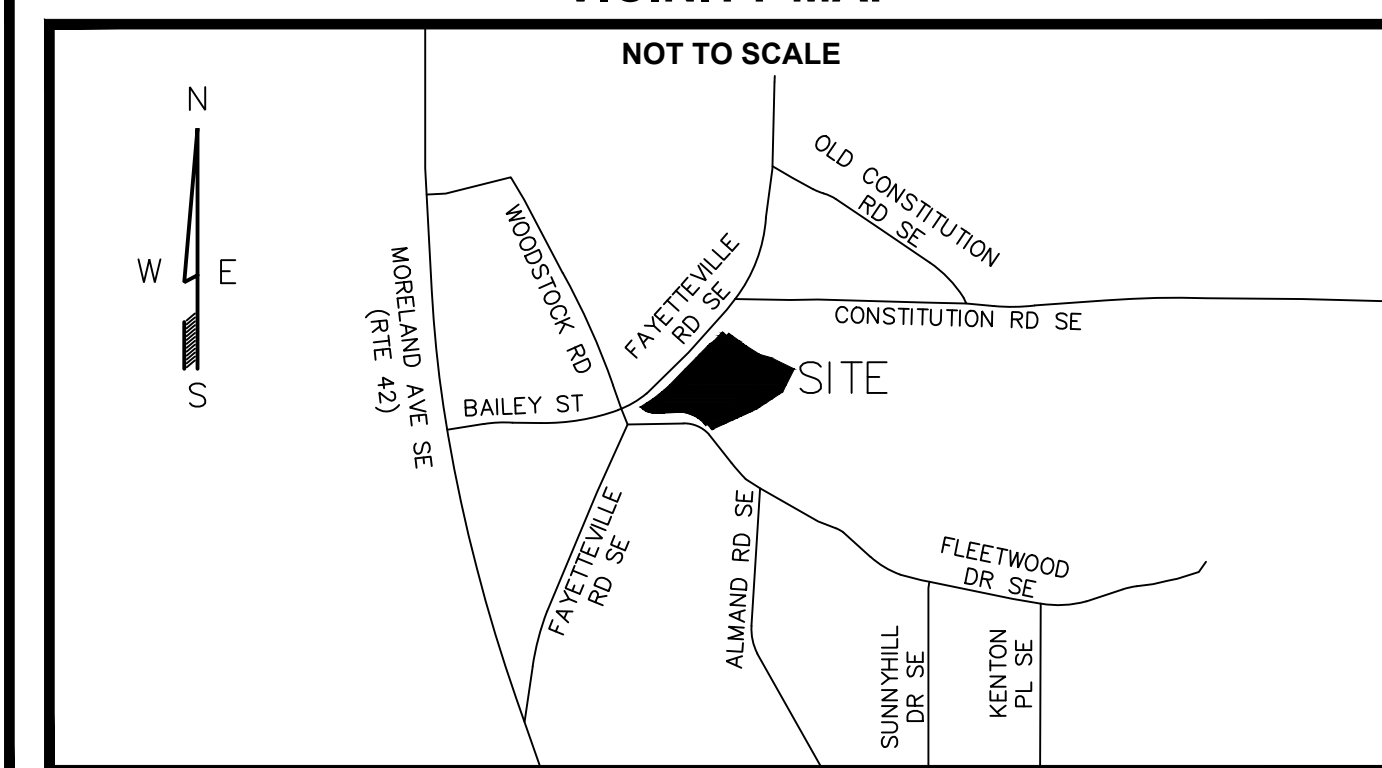 VICINITY MAP
NOT TO SCALE
N
W E
S
OLD CONSTITUTION
RD SE
WOODSTOCK RD
FAYETTEVILLE
RD SE
MORELAND AVE SE
(RTE 42)
CONSTITUTION RD SE
SITE
BAILEY ST
FAYETTEVILLE
RD SE
ALMAND RD SE
FLEETWOOD
DR SE
SUNNYHILL
DR SE
KENTON
PL SE